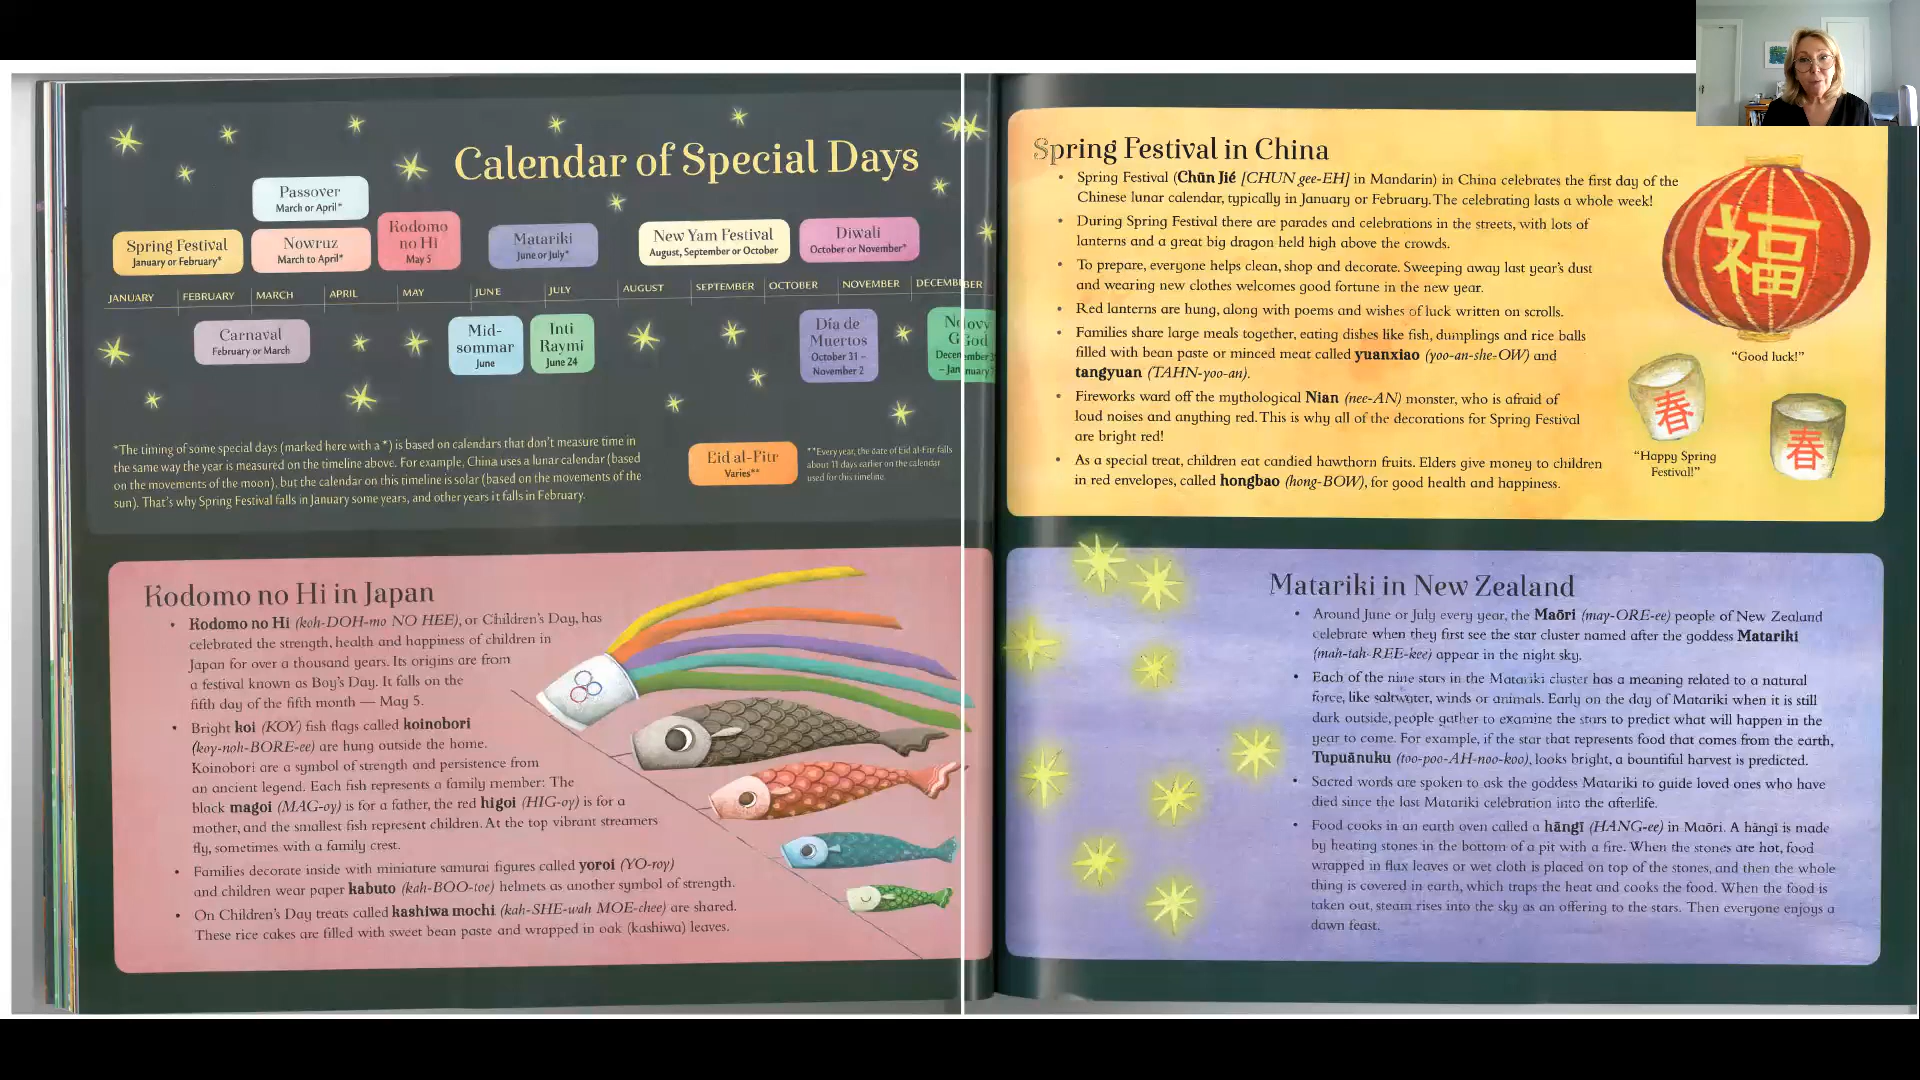 Calendar of Special Days
Passover
March or April*
Spring Festival
January or February*
Nowruz
March to April*
Kodomo
no Hi
May 5
Matariki
June or July*
New Yam Festival
August, September or October
Diwali
October or November*
JANUARY FEBRUARY MARCH APRIL MAY JUNE JULY AUGUST SEPTEMBER OCTOBER NOVEMBER
Carnaval
February or March
Mid-
sommar
June
Inti
Raymi
June 24
Día de
Muertos
October 31 –
November 2
*The timing of some special days (marked here with a *) is based on calendars that don't measure time in
the same way the year is measured on the timeline above. For example, China uses a lunar calendar (based
on the movements of the moon), but the calendar on this timeline is solar (based on the movements of the
sun). That's why Spring Festival falls in January some years, and other years it falls in February.
Eid al-Fitr
Varies**
**Every year, the date of Eid al-Fitr falls
about 11 days earlier on the calendar
used for this timeline.
Kodomo no Hi in Japan
• Kodomo no Hi (koh-DOH-mo NO HEE), or Children's Day, has
celebrated the strength, health and happiness of children in
Japan for over a thousand years. Its origins are from
a festival known as Boy's Day. It falls on the
fifth day of the fifth month — May 5.
• Bright koi (KOY) fish flags called koinobori
(koy-noh-BORE-ee) are hung outside the home.
Koinobori are a symbol of strength and persistence from
an ancient legend. Each fish represents a family member: The
black magoi (MAG-oy) is for a father, the red higoi (HIG-oy) is for a
mother, and the smallest fish represent children. At the top vibrant streamers
fly, sometimes with a family crest.
• Families decorate inside with miniature samurai figures called yoroi (YO-roy)
and children wear paper kabuto (kah-BOO-toe) helmets as another symbol of strength.
• On Children's Day treats called kashiwa mochi (kah-SHE-wah MOE-chee) are shared.
These rice cakes are filled with sweet bean paste and wrapped in oak (kashiwa) leaves.
Spring Festival in China
• Spring Festival (Chūn Jié [CHUN gee-EH] in Mandarin) in China celebrates the first day of the
Chinese lunar calendar, typically in January or February. The celebrating lasts a whole week!
• During Spring Festival there are parades and celebrations in the streets, with lots of
lanterns and a great big dragon held high above the crowds.
• To prepare, everyone helps clean, shop and decorate. Sweeping away last year's dust
and wearing new clothes welcomes good fortune in the new year.
• Red lanterns are hung, along with poems and wishes of luck written on scrolls.
• Families share large meals together, eating dishes like fish, dumplings and rice balls
filled with bean paste or minced meat called yuanxiao (yoo-an-she-OW) and
tangyuan (TAHN-yoo-an).
• Fireworks ward off the mythological Nian (nee-AN) monster, who is afraid of
loud noises and anything red. This is why all of the decorations for Spring Festival
are bright red!
• As a special treat, children eat candied hawthorn fruits. Elders give money to children
in red envelopes, called hongbao (hong-BOW), for good health and happiness.
福
"Good luck!"
春
春
"Happy Spring
Festival!"
Matariki in New Zealand
• Around June or July every year, the Maōri (may-ORE-ee) people of New Zealand
celebrate when they first see the star cluster named after the goddess Matariki
(mah-tah-REE-kee) appear in the night sky.
• Each of the nine stars in the Matariki cluster has a meaning related to a natural
force, like saltwater, winds or animals. Early on the day of Matariki when it is still
dark outside, people gather to examine the stars to predict what will happen in the
year to come. For example, if the star that represents food that comes from the earth,
Tupuānuku (too-poo-AH-noo-koo), looks bright, a bountiful harvest is predicted.
• Sacred words are spoken to ask the goddess Matariki to guide loved ones who have
died since the last Matariki celebration into the afterlife.
• Food cooks in an earth oven called a hāngī (HANG-ee) in Maōri. A hāngī is made
by heating stones in the bottom of a pit with a fire. When the stones are hot, food
wrapped in flax leaves or wet cloth is placed on top of the stones, and then the whole
thing is covered in earth, which traps the heat and cooks the food. When the food is
taken out, steam rises into the sky as an offering to the stars. Then everyone enjoys a
dawn feast.